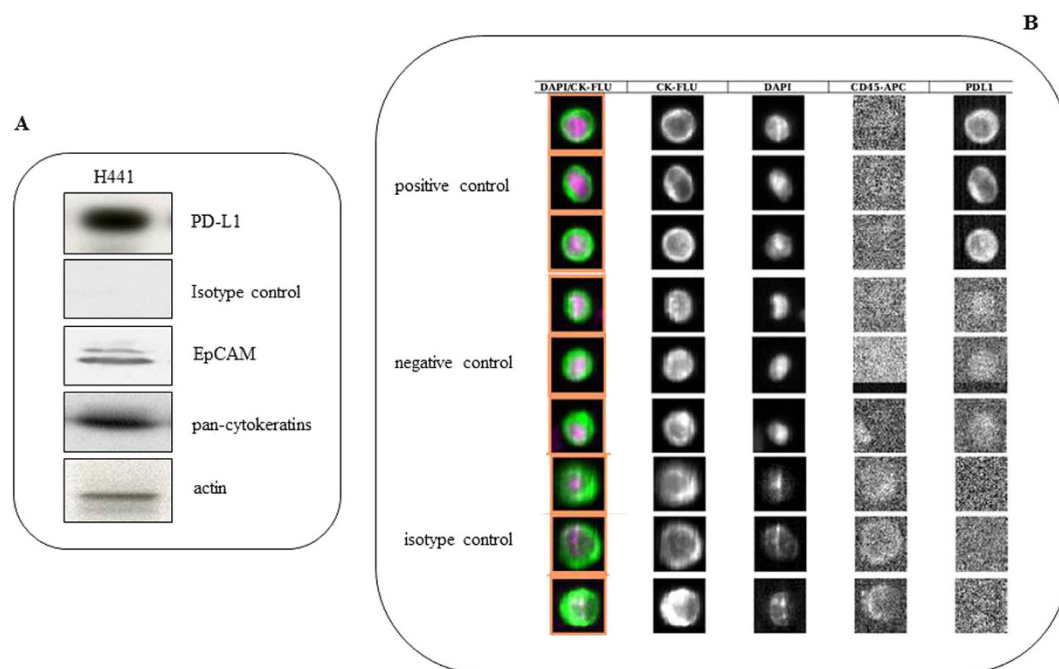 A
H441
PD-L1
Isotype control
EpCAM
pan-cytokeratins
actin
B
DAPI/CK-FLU CK-FLU DAPI CD45-APC PDL1
positive control
negative control
isotype control